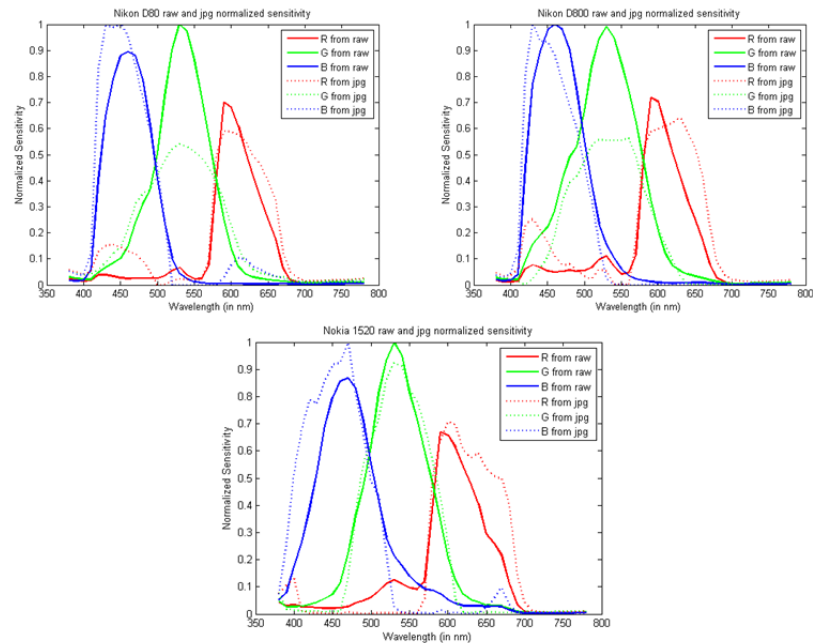 Nikon D80 raw and jpg normalized sensitivity
1
0.9
0.8
0.7
0.6
0.5
0.4
0.3
0.2
0.1
0
Normalized Sensitivity
R from raw
G from raw
B from raw
R from jpg
G from jpg
B from jpg
350 400 450 500 550 600 650 700 750 800
Wavelength (in nm)
Nikon D800 raw and jpg normalized sensitivity
1
0.9
0.8
0.7
0.6
0.5
0.4
0.3
0.2
0.1
0
Normalized Sensitivity
R from raw
G from raw
B from raw
R from jpg
G from jpg
B from jpg
350 400 450 500 550 600 650 700 750 800
Wavelength (in nm)
Nokia 1520 raw and jpg normalized sensitivity
1
0.9
0.8
0.7
0.6
0.5
0.4
0.3
0.2
0.1
0
Normalized Sensitivity
R from raw
G from raw
B from raw
R from jpg
G from jpg
B from jpg
350 400 450 500 550 600 650 700 750 800
Wavelength (in nm)